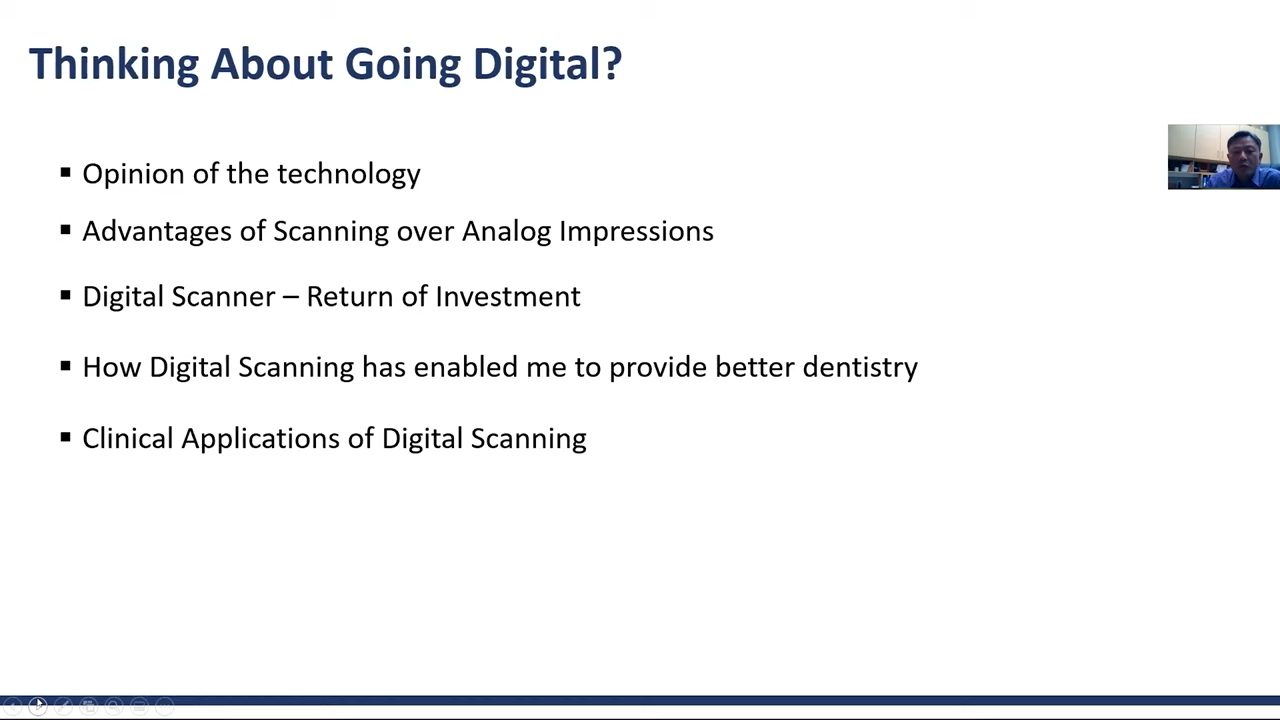 Thinking About Going Digital?
▪ Opinion of the technology
▪ Advantages of Scanning over Analog Impressions
▪ Digital Scanner – Return of Investment
▪ How Digital Scanning has enabled me to provide better dentistry
▪ Clinical Applications of Digital Scanning